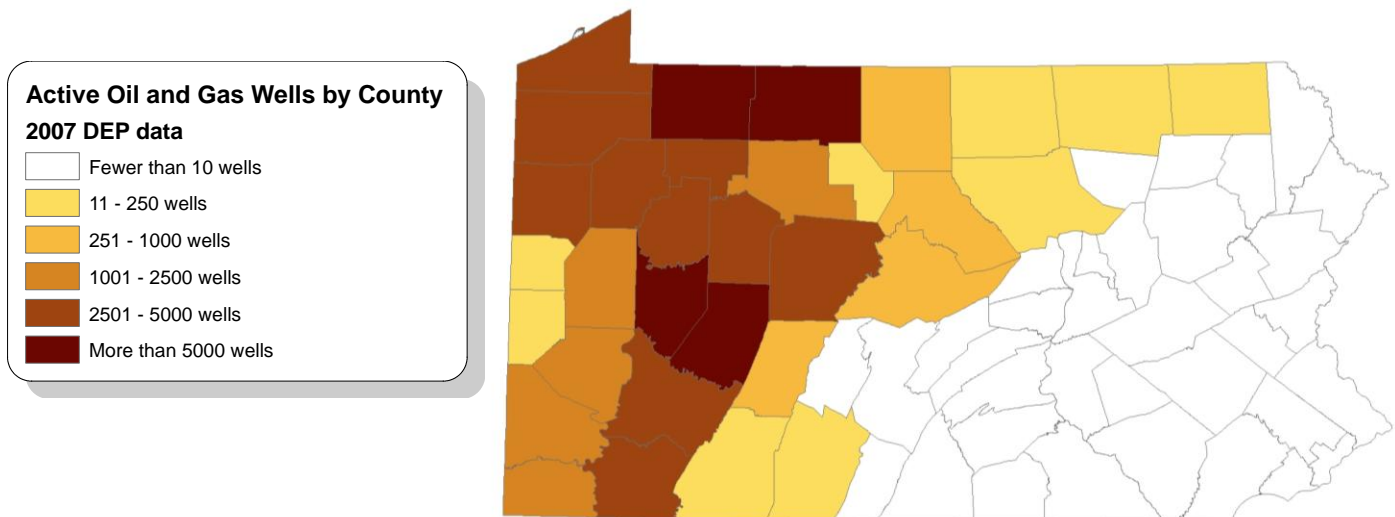 Active Oil and Gas Wells by County
2007 DEP data
Fewer than 10 wells
11 - 250 wells
251 - 1000 wells
1001 - 2500 wells
2501 - 5000 wells
More than 5000 wells